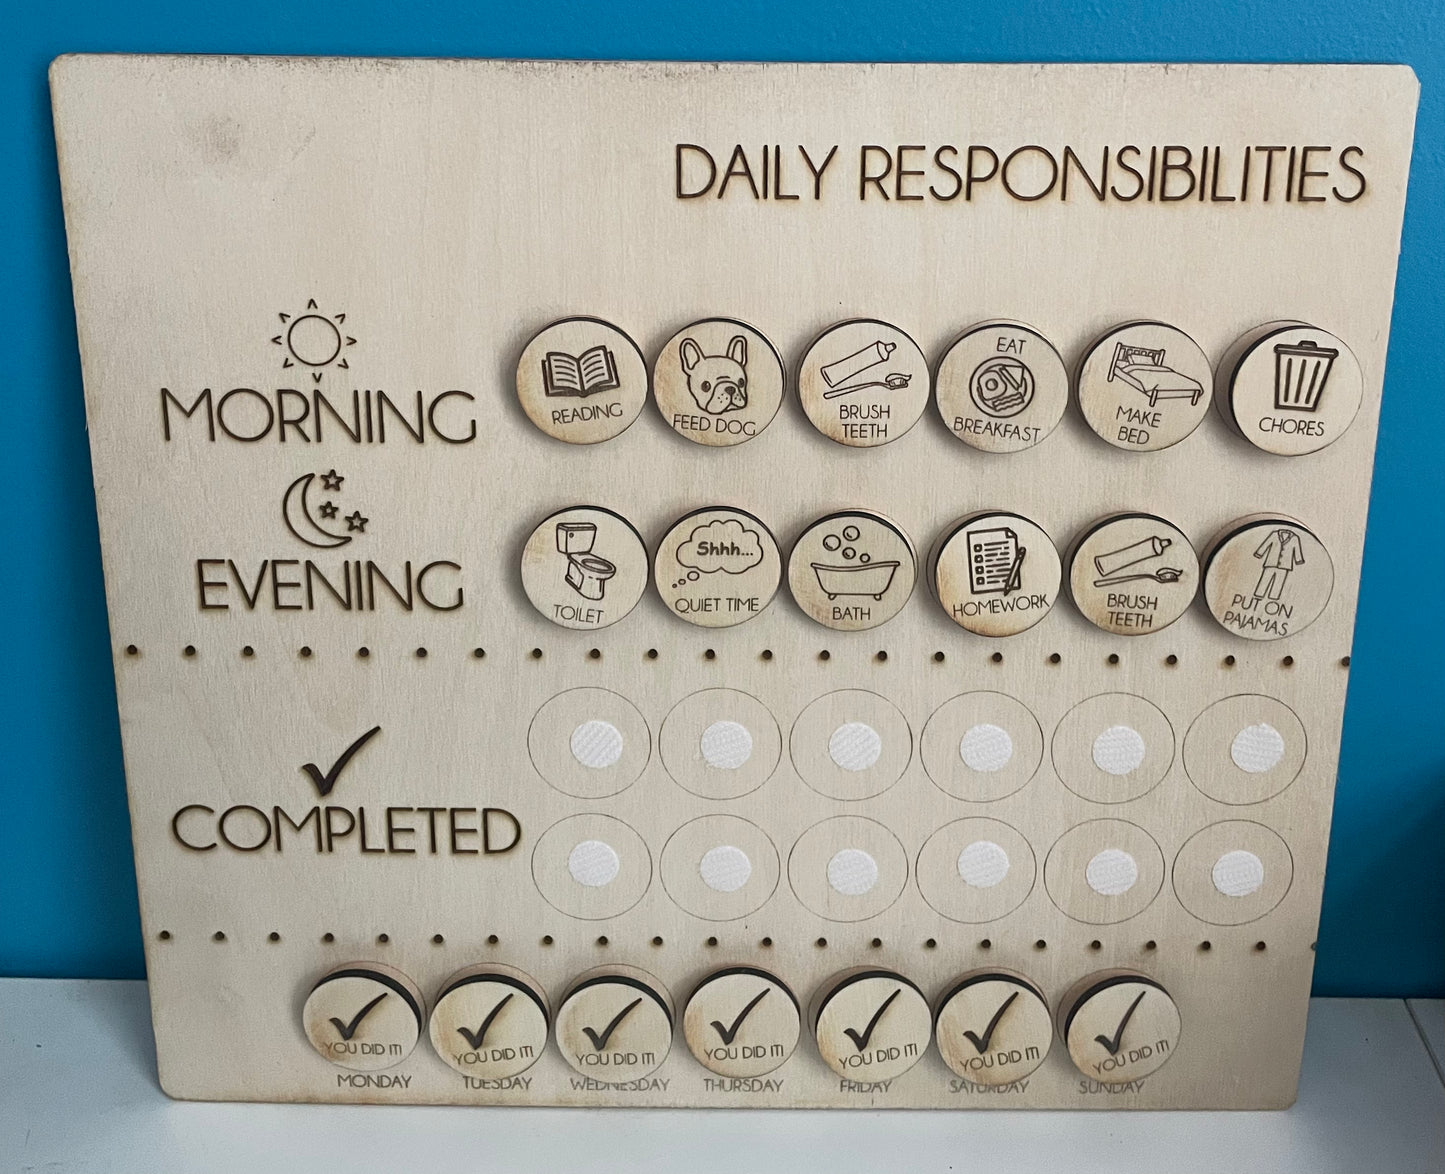 DAILY RESPONSIBILITIES
MORNING
READING
FEED DOG
BRUSH
TEETH
EAT
BREAKFAST
MAKE
BED
CHORES
EVENING
TOILET
Shhh...
QUIET TIME
BATH
HOMEWORK
BRUSH
TEETH
PUT ON
PAJAMAS
COMPLETED
YOU DID IT!
YOU DID IT!
YOU DID IT!
YOU DID IT!
YOU DID IT!
YOU DID IT!
YOU DID IT!
MONDAY
TUESDAY
WEDNESDAY
THURSDAY
FRIDAY
SATURDAY
SUNDAY